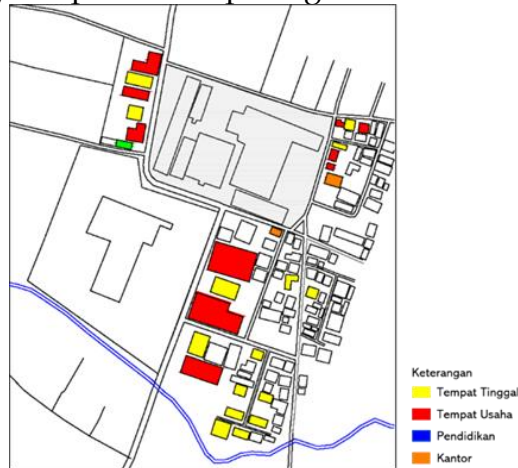 Keterangan
Tempat Tinggal
Tempat Usaha
Pendidikan
Kantor